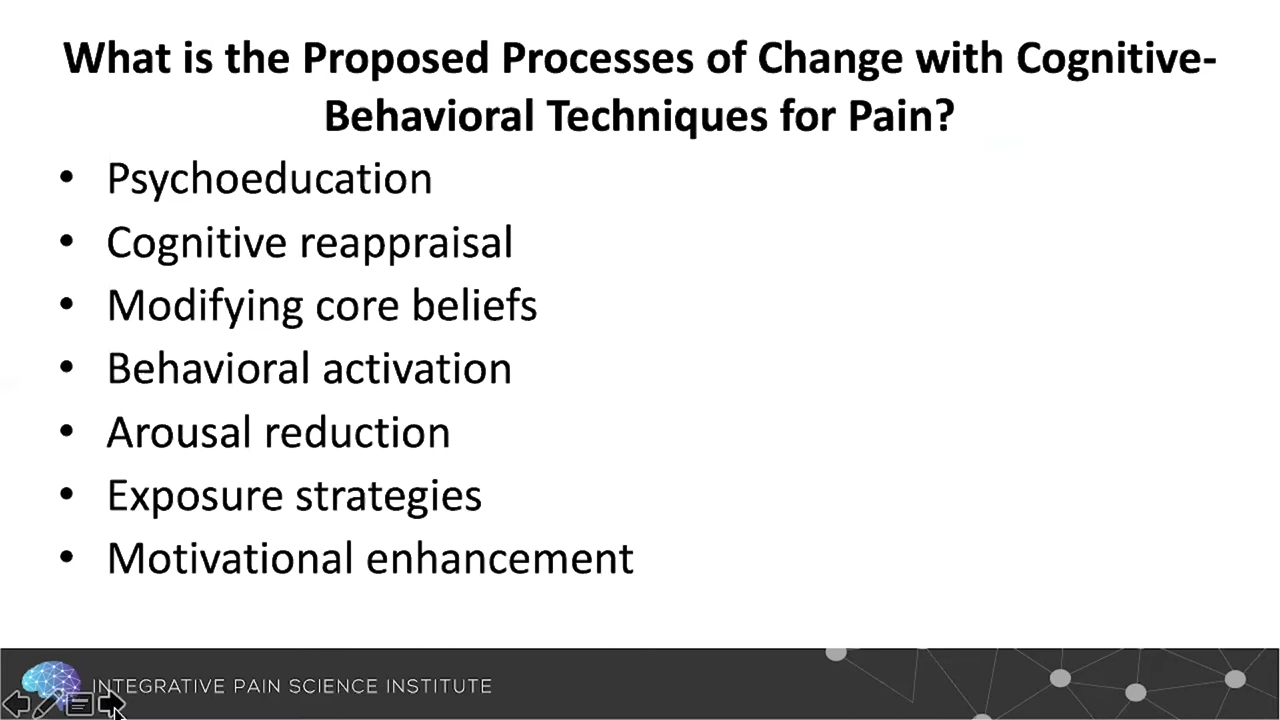 What is the Proposed Processes of Change with Cognitive-
Behavioral Techniques for Pain?
• Psychoeducation
• Cognitive reappraisal
• Modifying core beliefs
• Behavioral activation
• Arousal reduction
• Exposure strategies
• Motivational enhancement
INTEGRATIVE PAIN SCIENCE INSTITUTE